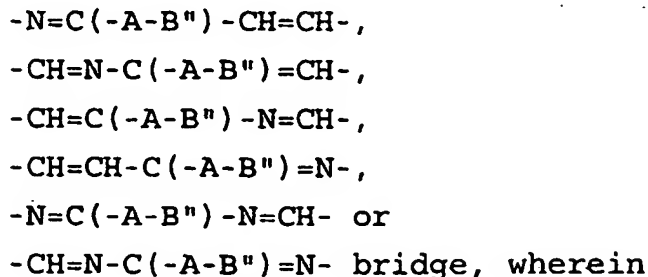 -N=C(-A-B")-CH=CH-,
-CH=N-C(-A-B")=CH-,
-CH=C(-A-B")-N=CH-,
-CH=CH-C(-A-B")=N-,
-N=C(-A-B")-N=CH- or
-CH=N-C(-A-B")=N- bridge, wherein